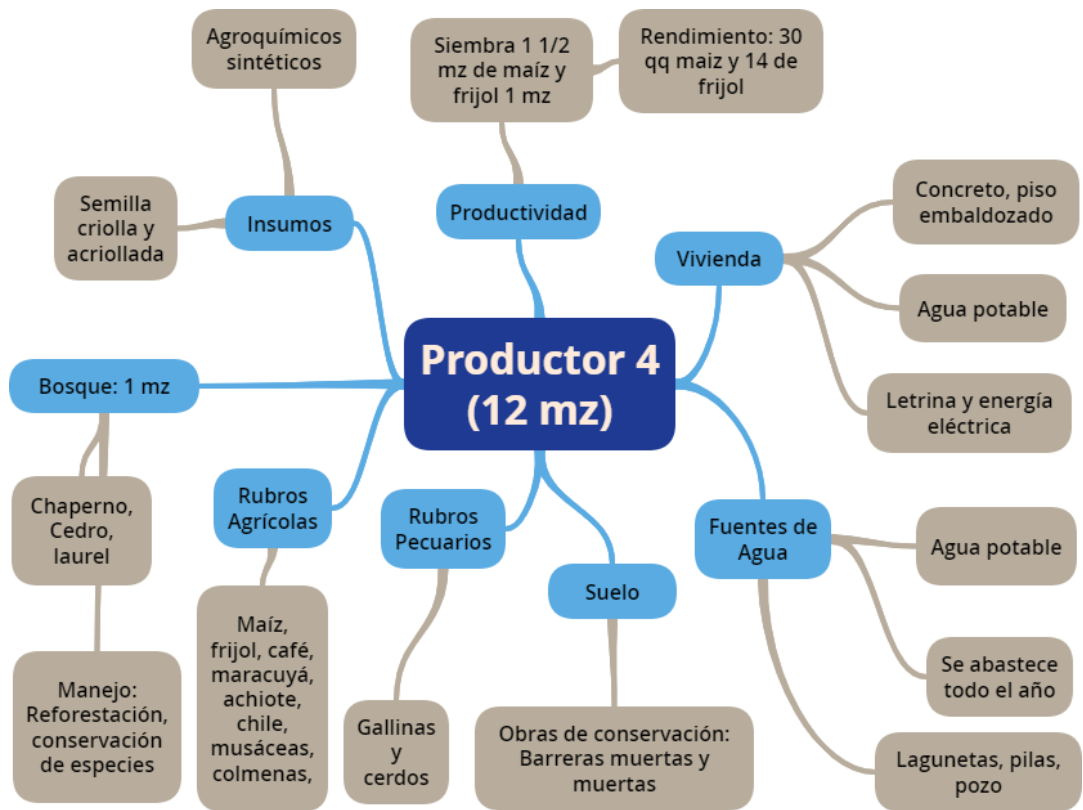 Agroquímicos
sintéticos
Siembra 1 1/2
mz de maíz y
frijol 1 mz
Rendimiento: 30
qq maiz y 14 de
frijol
Semilla
criolla y
acriollada
Insumos
Productividad
Concreto, piso
embaldozado
Vivienda
Agua potable
Productor 4
(12 mz)
Bosque: 1 mz
Letrina y energía
eléctrica
Chaperno,
Cedro,
laurel
Rubros
Agrícolas
Rubros
Pecuarios
Fuentes de
Agua
Agua potable
Suelo
Maíz,
frijol, café,
maracuyá,
achiote,
chile,
musáceas,
colmenas,
Manejo:
Reforestación,
conservación
de especies
Gallinas
y
cerdos
Obras de conservación:
Barreras muertas y
muertas
Se abastece
todo el año
Lagunetas, pilas,
pozo